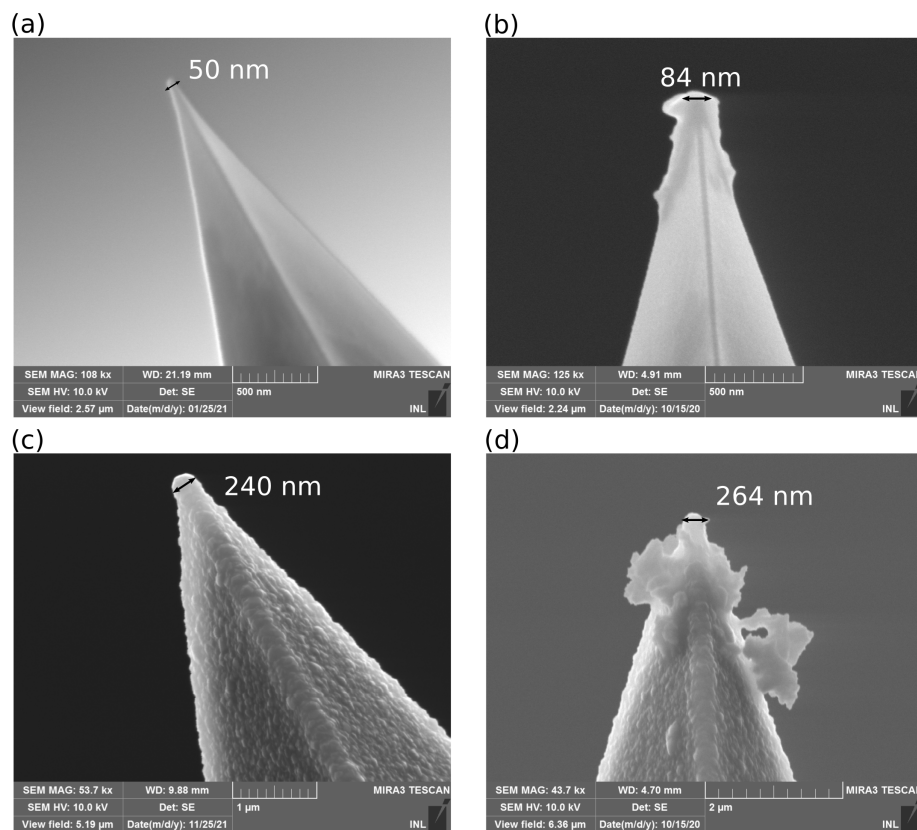 (a)
50 nm
SEM MAG: 108 kx WD: 21.19 mm MIRA3 TESCAN
SEM HV: 10.0 kV Det: SE 500 nm
View field: 2.57 µm Date(m/d/y): 01/25/21 INL
(b)
84 nm
SEM MAG: 125 kx WD: 4.91 mm MIRA3 TESCAN
SEM HV: 10.0 kV Det: SE 500 nm
View field: 2.24 µm Date(m/d/y): 10/15/20 INL
(c)
240 nm
SEM MAG: 53.7 kx WD: 9.88 mm MIRA3 TESCAN
SEM HV: 10.0 kV Det: SE 1 µm
View field: 5.19 µm Date(m/d/y): 11/25/21 INL
(d)
264 nm
SEM MAG: 43.7 kx WD: 4.70 mm MIRA3 TESCAN
SEM HV: 10.0 kV Det: SE 2 µm
View field: 6.36 µm Date(m/d/y): 10/15/20 INL